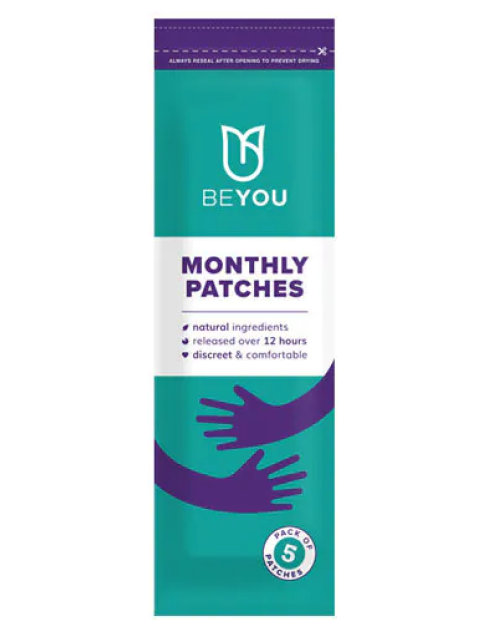 ALWAYS RESEAL AFTER OPENING TO PREVENT DRYING
BEYOU
MONTHLY
PATCHES
natural ingredients
released over 12 hours
discreet & comfortable
PACK OF
5
PATCHES